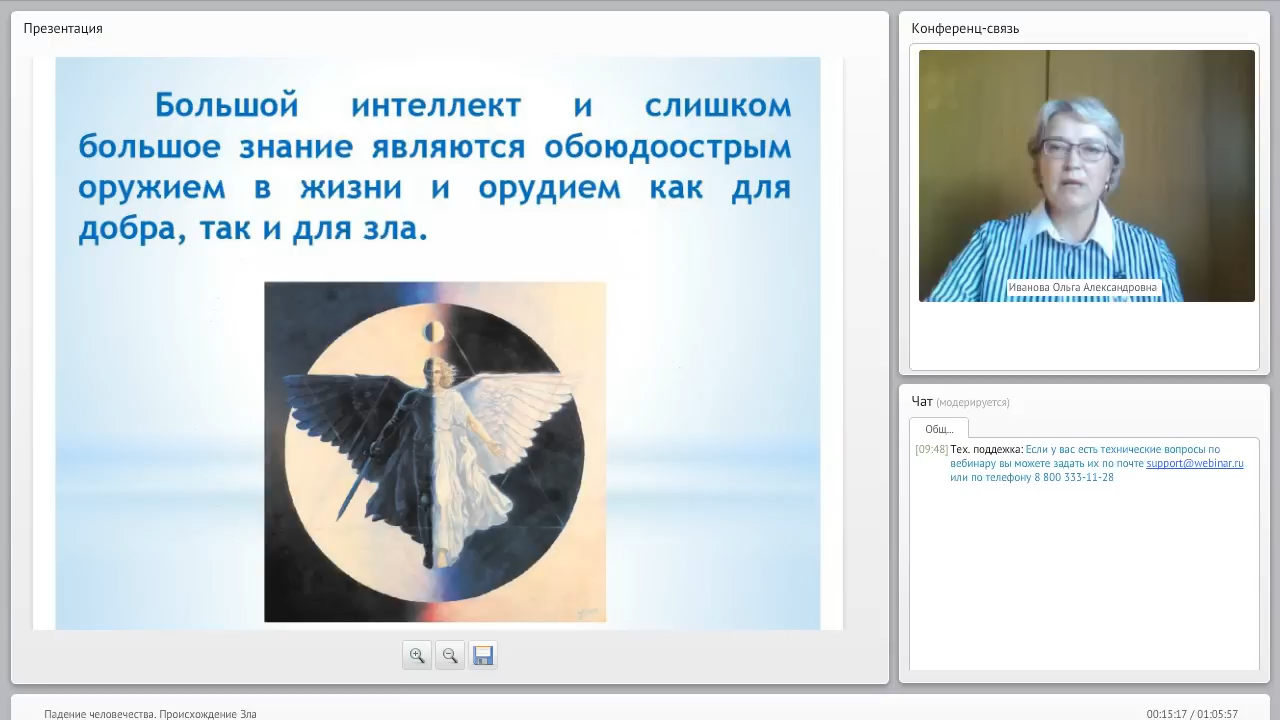 Презентация
Большой интеллект и слишком
большое знание являются обоюдоострым
оружием в жизни и орудием как для
добра, так и для зла.
Конференц-связь
Иванова Ольга Александровна
Чат (модерируется)
Общ...
[09:48] Тех. поддежка: Если у вас есть технические вопросы по
вебинару вы можете задать их по почте support@webinar.ru
или по телефону 8 800 333-11-28
Падение человечества. Происхождение Зла
00:15:17 / 01:05:57